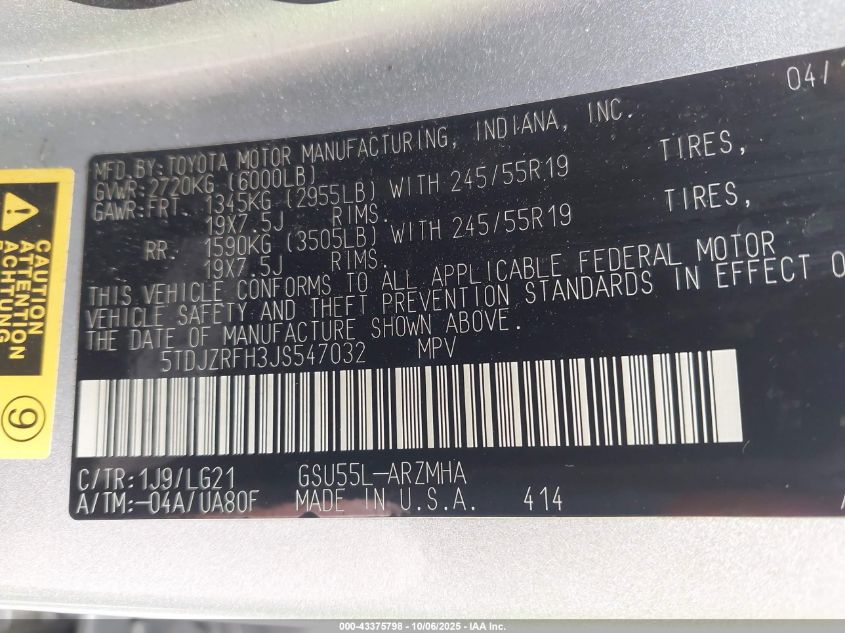 04/1
MFD.BY:TOYOTA MOTOR MANUFACTURING, INDIANA, INC.
GVWR:2720KG (6000LB)
GAWR:FRT. 1345KG (2955LB) WITH 245/55R19 TIRES,
19X7.5J RIMS.
RR. 1590KG (3505LB) WITH 245/55R19 TIRES,
19X7.5J RIMS.
THIS VEHICLE CONFORMS TO ALL APPLICABLE FEDERAL MOTOR
VEHICLE SAFETY AND THEFT PREVENTION STANDARDS IN EFFECT O
THE DATE OF MANUFACTURE SHOWN ABOVE.
5TDJZRFH3JS547032 MPV
C/TR:1J9/LG21 GSU55L-ARZMHA
A/TM:-04A/UA80F MADE IN U.S.A. 414
CAUTION
ATTENTION
ACHTUNG
9
000-43375798 - 10/06/2025 - IAA Inc.